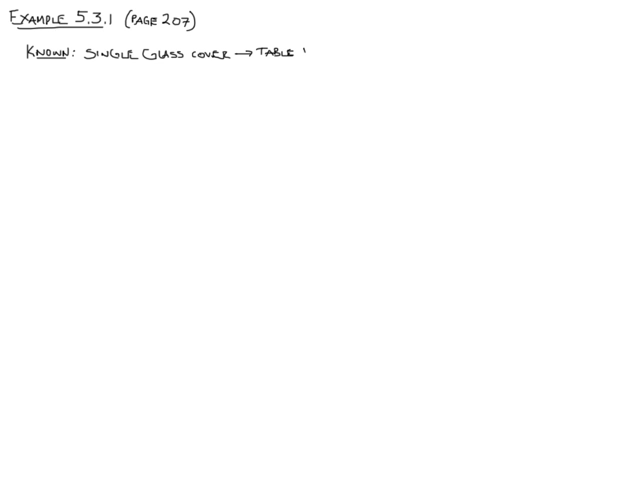 EXAMPLE 5.3.1 (PAGE 207)
KNOWN: SINGLE GLASS COVER → TABLE